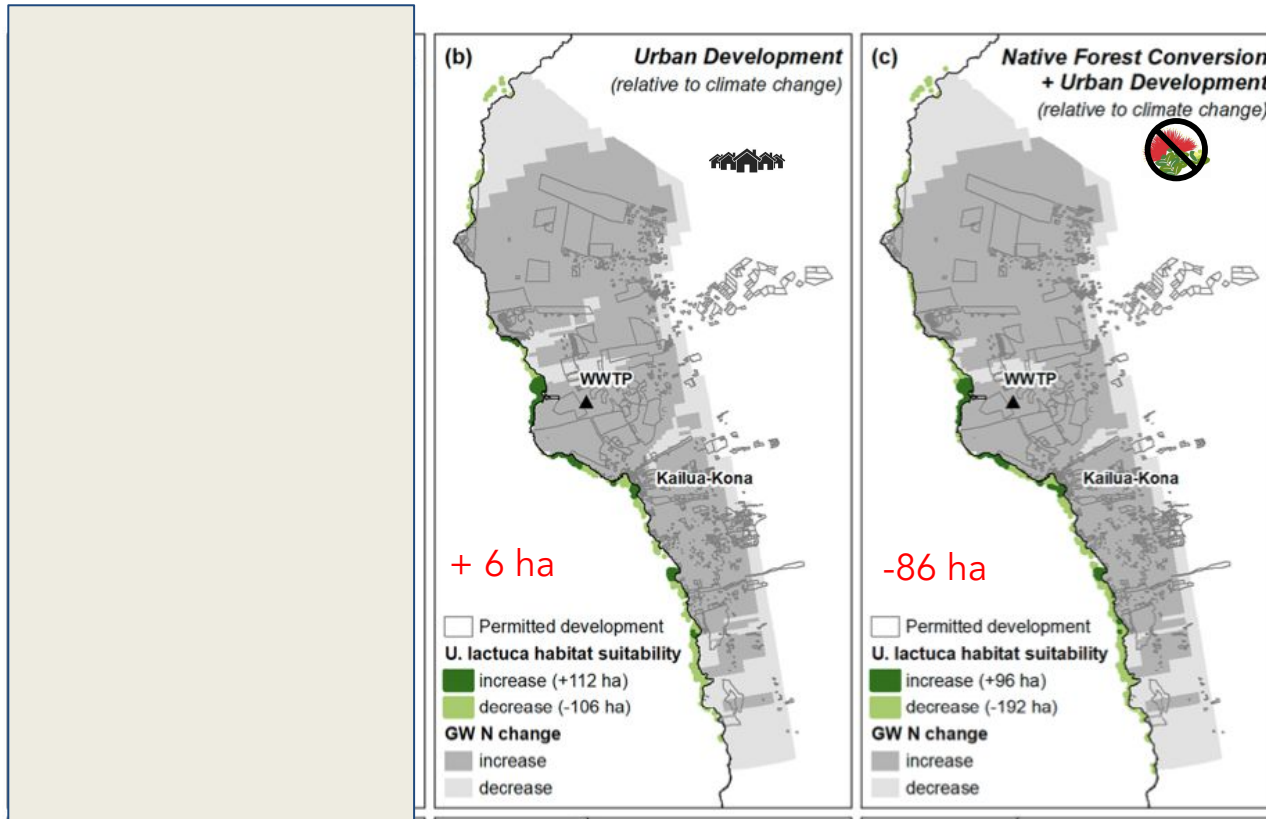 (b)
Urban Development
(relative to climate change)
WWTP
Kailua-Kona
+ 6 ha
Permitted development
U. lactuca habitat suitability
increase (+112 ha)
decrease (-106 ha)
GW N change
increase
decrease
(c)
Native Forest Conversion
+ Urban Development
(relative to climate change)
WWTP
Kailua-Kona
-86 ha
Permitted development
U. lactuca habitat suitability
increase (+96 ha)
decrease (-192 ha)
GW N change
increase
decrease